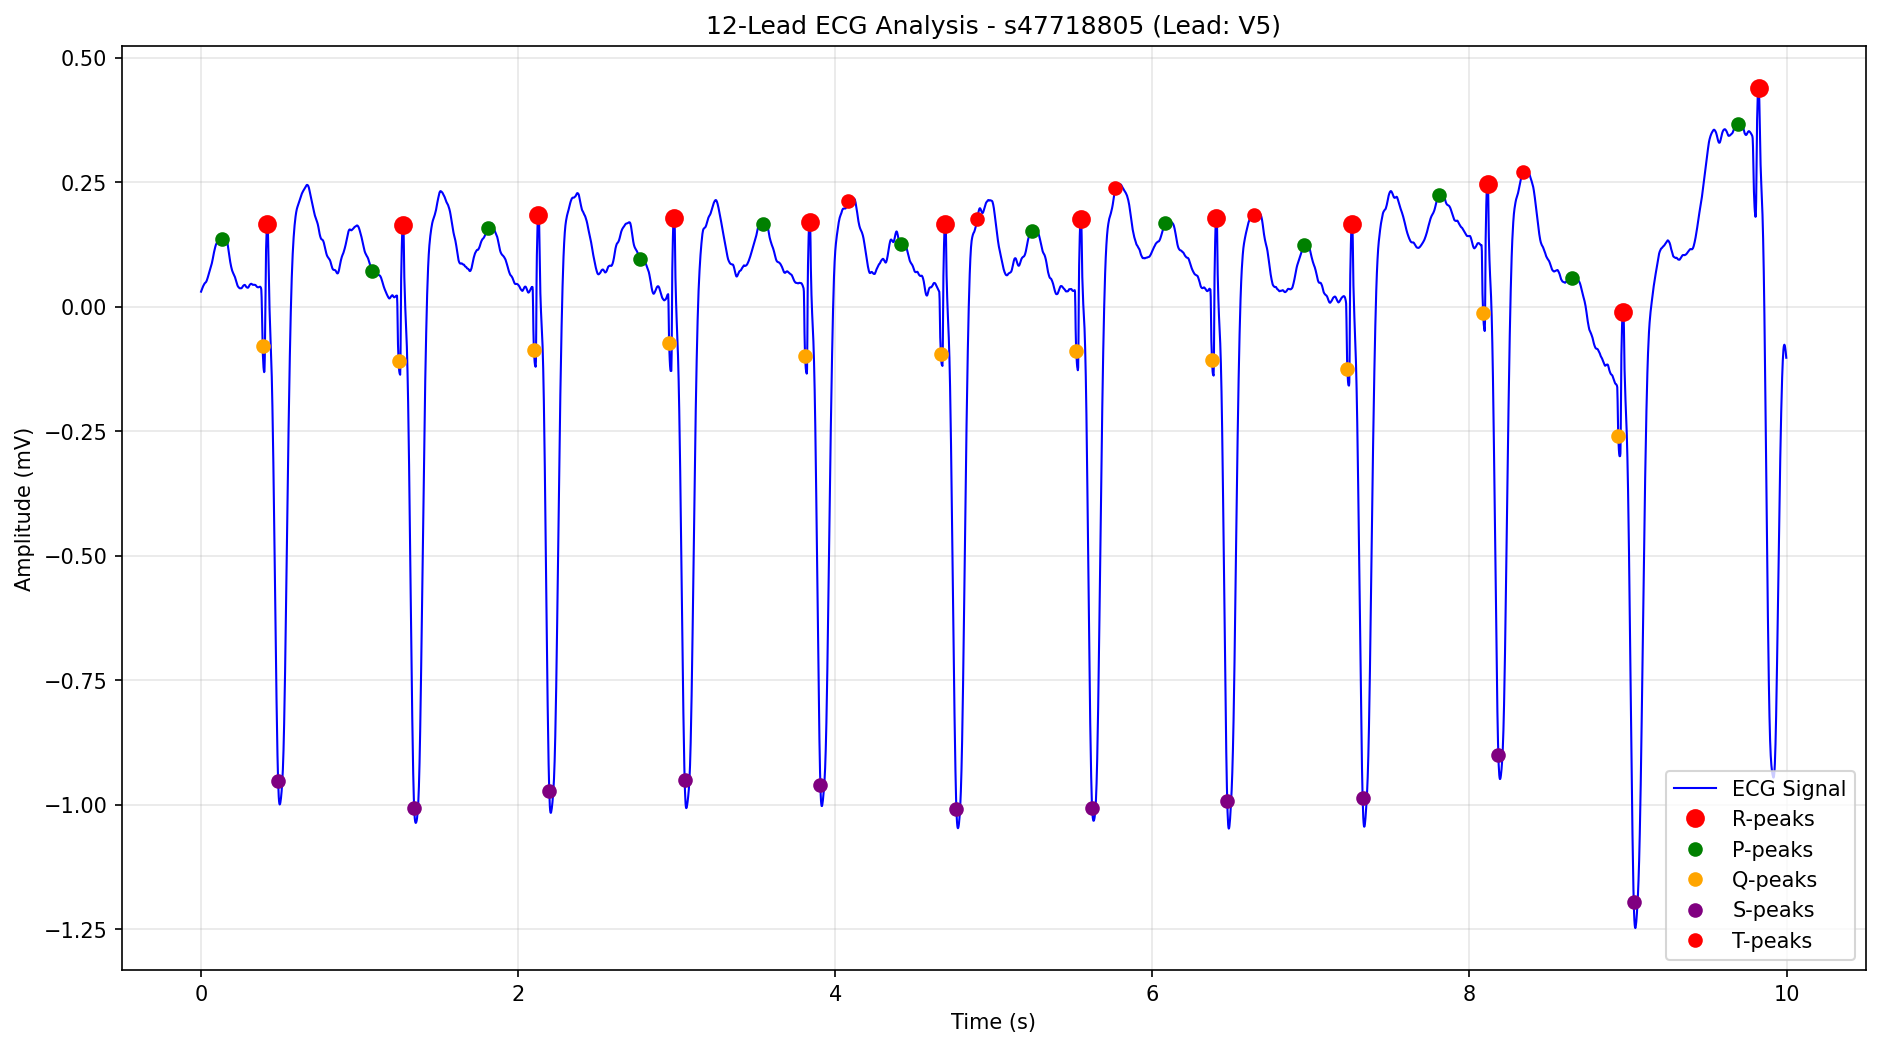 12-Lead ECG Analysis - s47718805 (Lead: V5)
Amplitude (mV)
0.50
0.25
0.00
−0.25
−0.50
−0.75
−1.00
−1.25
0 2 4 6 8 10
Time (s)
ECG Signal
R-peaks
P-peaks
Q-peaks
S-peaks
T-peaks